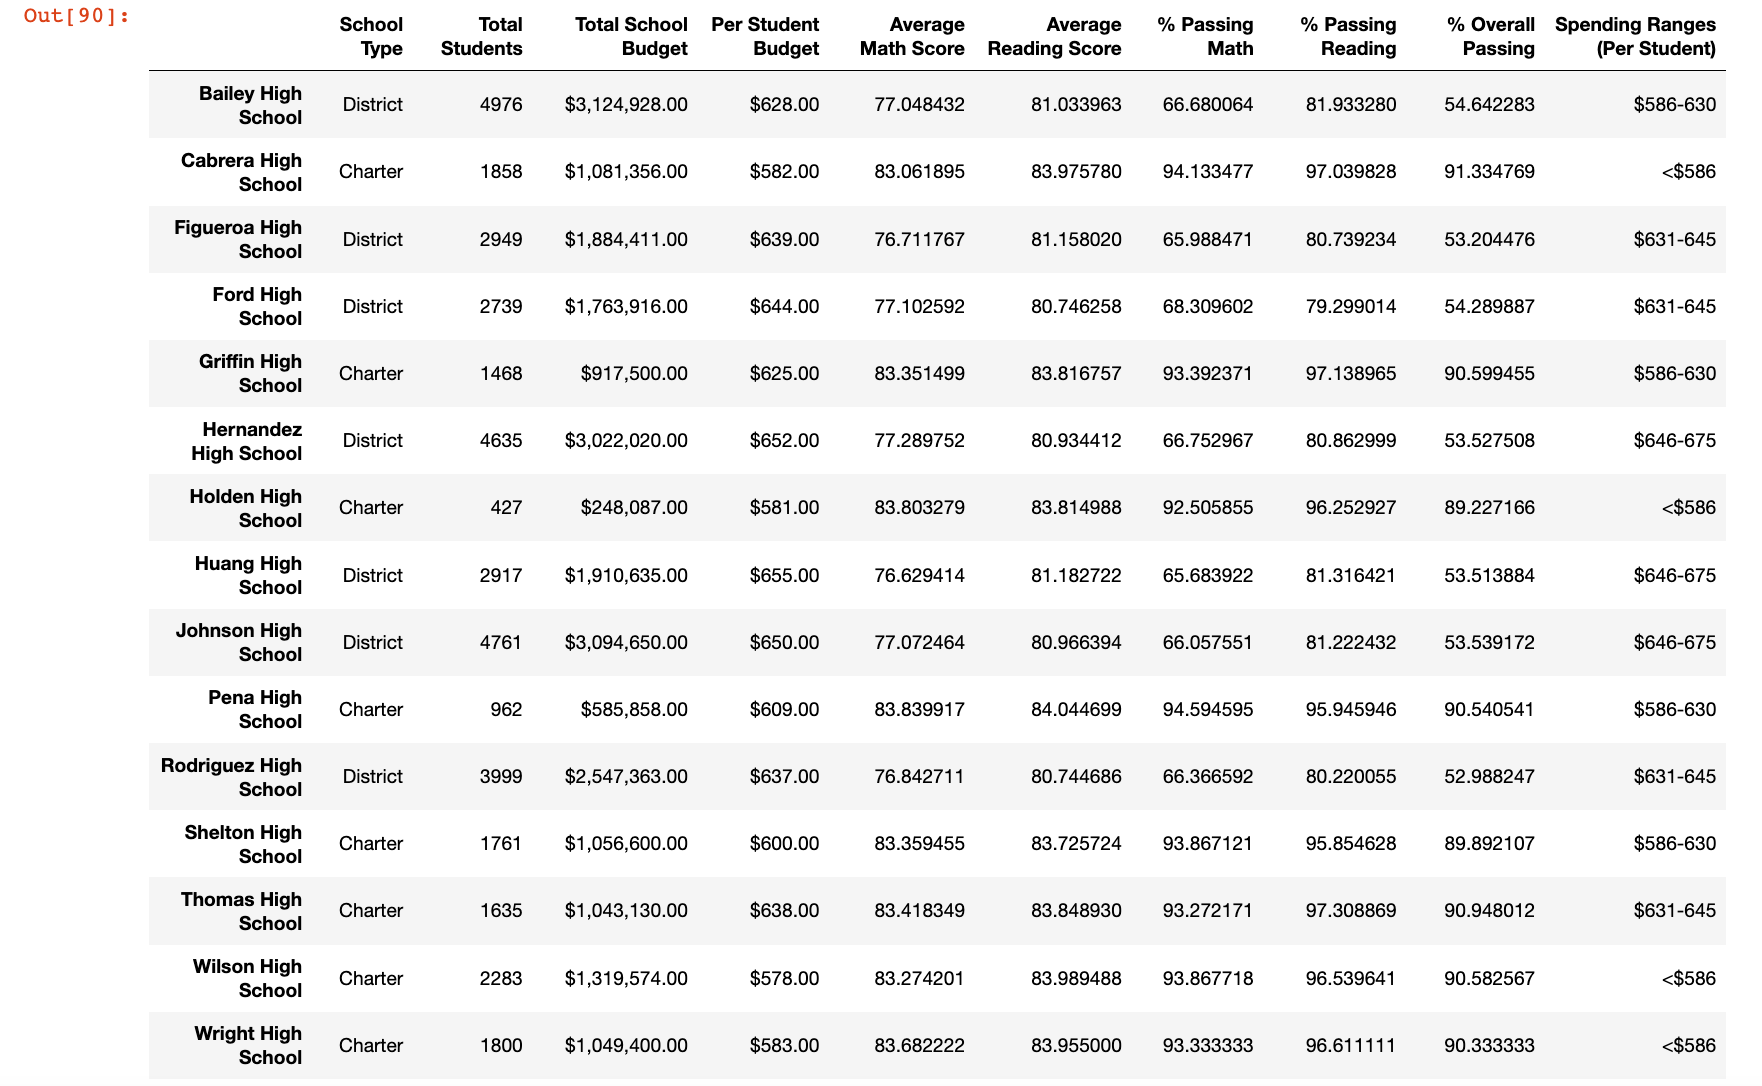 Out[90]:
School Type Total Students Total School Budget Per Student Budget Average Math Score Average Reading Score % Passing Math % Passing Reading % Overall Passing Spending Ranges (Per Student)
Bailey High School District 4976 $3,124,928.00 $628.00 77.048432 81.033963 66.680064 81.933280 54.642283 $586-630
Cabrera High School Charter 1858 $1,081,356.00 $582.00 83.061895 83.975780 94.133477 97.039828 91.334769 <$586
Figueroa High School District 2949 $1,884,411.00 $639.00 76.711767 81.158020 65.988471 80.739234 53.204476 $631-645
Ford High School District 2739 $1,763,916.00 $644.00 77.102592 80.746258 68.309602 79.299014 54.289887 $631-645
Griffin High School Charter 1468 $917,500.00 $625.00 83.351499 83.816757 93.392371 97.138965 90.599455 $586-630
Hernandez High School District 4635 $3,022,020.00 $652.00 77.289752 80.934412 66.752967 80.862999 53.527508 $646-675
Holden High School Charter 427 $248,087.00 $581.00 83.803279 83.814988 92.505855 96.252927 89.227166 <$586
Huang High School District 2917 $1,910,635.00 $655.00 76.629414 81.182722 65.683922 81.316421 53.513884 $646-675
Johnson High School District 4761 $3,094,650.00 $650.00 77.072464 80.966394 66.057551 81.222432 53.539172 $646-675
Pena High School Charter 962 $585,858.00 $609.00 83.839917 84.044699 94.594595 95.945946 90.540541 $586-630
Rodriguez High School District 3999 $2,547,363.00 $637.00 76.842711 80.744686 66.366592 80.220055 52.988247 $631-645
Shelton High School Charter 1761 $1,056,600.00 $600.00 83.359455 83.725724 93.867121 95.854628 89.892107 $586-630
Thomas High School Charter 1635 $1,043,130.00 $638.00 83.418349 83.848930 93.272171 97.308869 90.948012 $631-645
Wilson High School Charter 2283 $1,319,574.00 $578.00 83.274201 83.989488 93.867718 96.539641 90.582567 <$586
Wright High School Charter 1800 $1,049,400.00 $583.00 83.682222 83.955000 93.333333 96.611111 90.333333 <$586